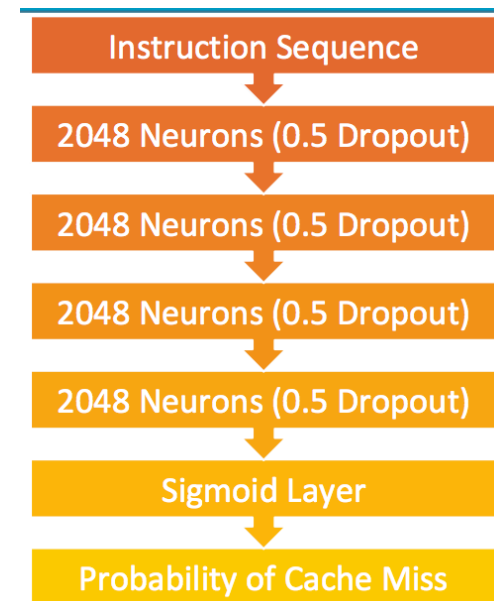 Instruction Sequence
2048 Neurons (0.5 Dropout)
2048 Neurons (0.5 Dropout)
2048 Neurons (0.5 Dropout)
2048 Neurons (0.5 Dropout)
Sigmoid Layer
Probability of Cache Miss